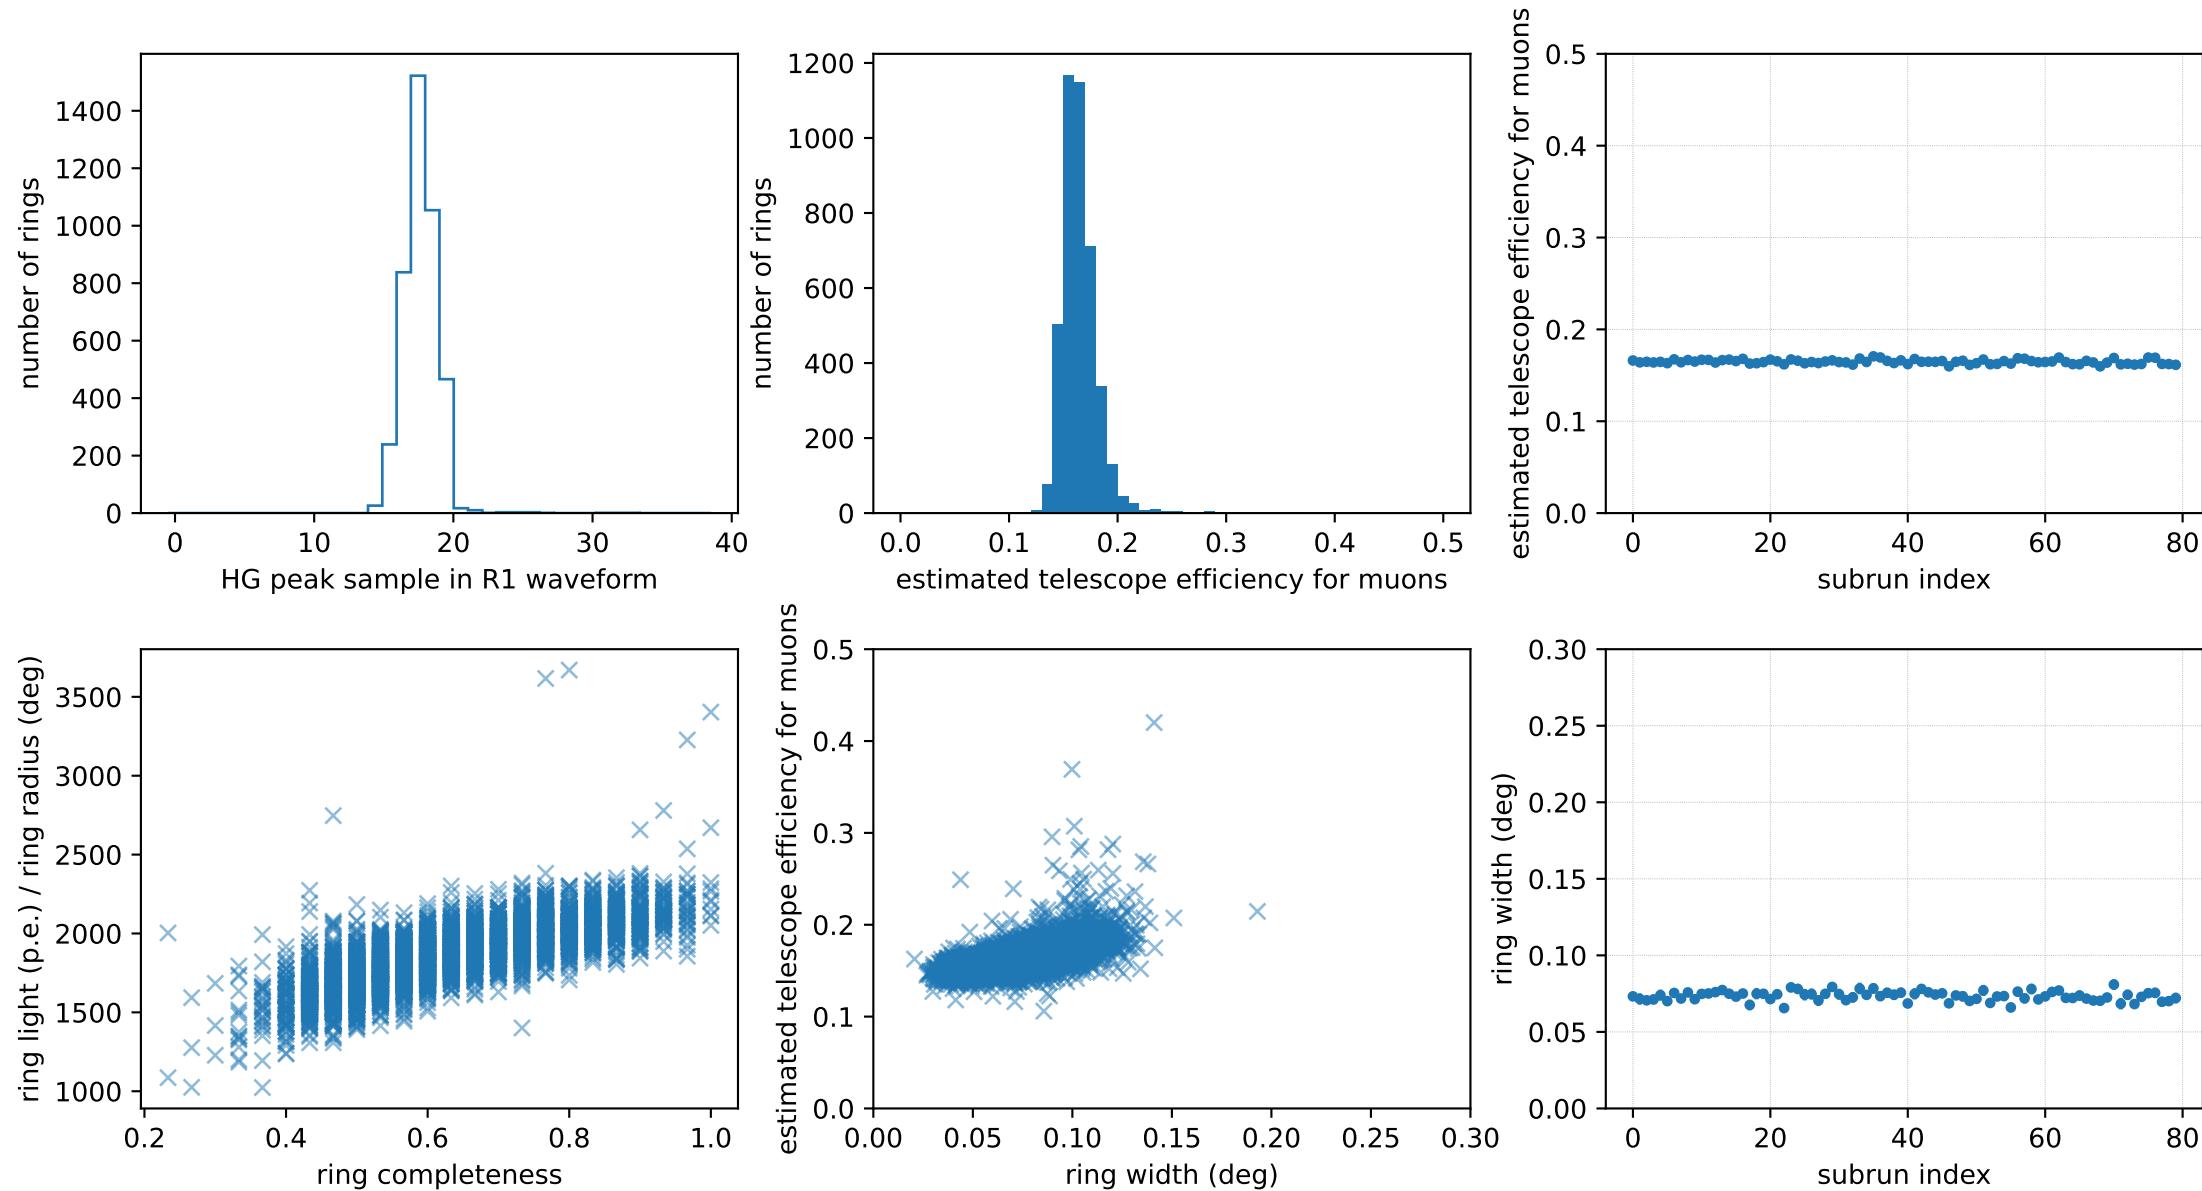 number of rings
1400
1200
1000
800
600
400
200
0
0 10 20 30 40
HG peak sample in R1 waveform
number of rings
1200
1000
800
600
400
200
0
0.0 0.1 0.2 0.3 0.4 0.5
estimated telescope efficiency for muons
estimated telescope efficiency for muons
0.5
0.4
0.3
0.2
0.1
0.0
0 20 40 60 80
subrun index
ring light (p.e.) / ring radius (deg)
3500
3000
2500
2000
1500
1000
0.2 0.4 0.6 0.8 1.0
ring completeness
estimated telescope efficiency for muons
0.5
0.4
0.3
0.2
0.1
0.0
0.00 0.05 0.10 0.15 0.20 0.25 0.30
ring width (deg)
ring width (deg)
0.30
0.25
0.20
0.15
0.10
0.05
0.00
0 20 40 60 80
subrun index